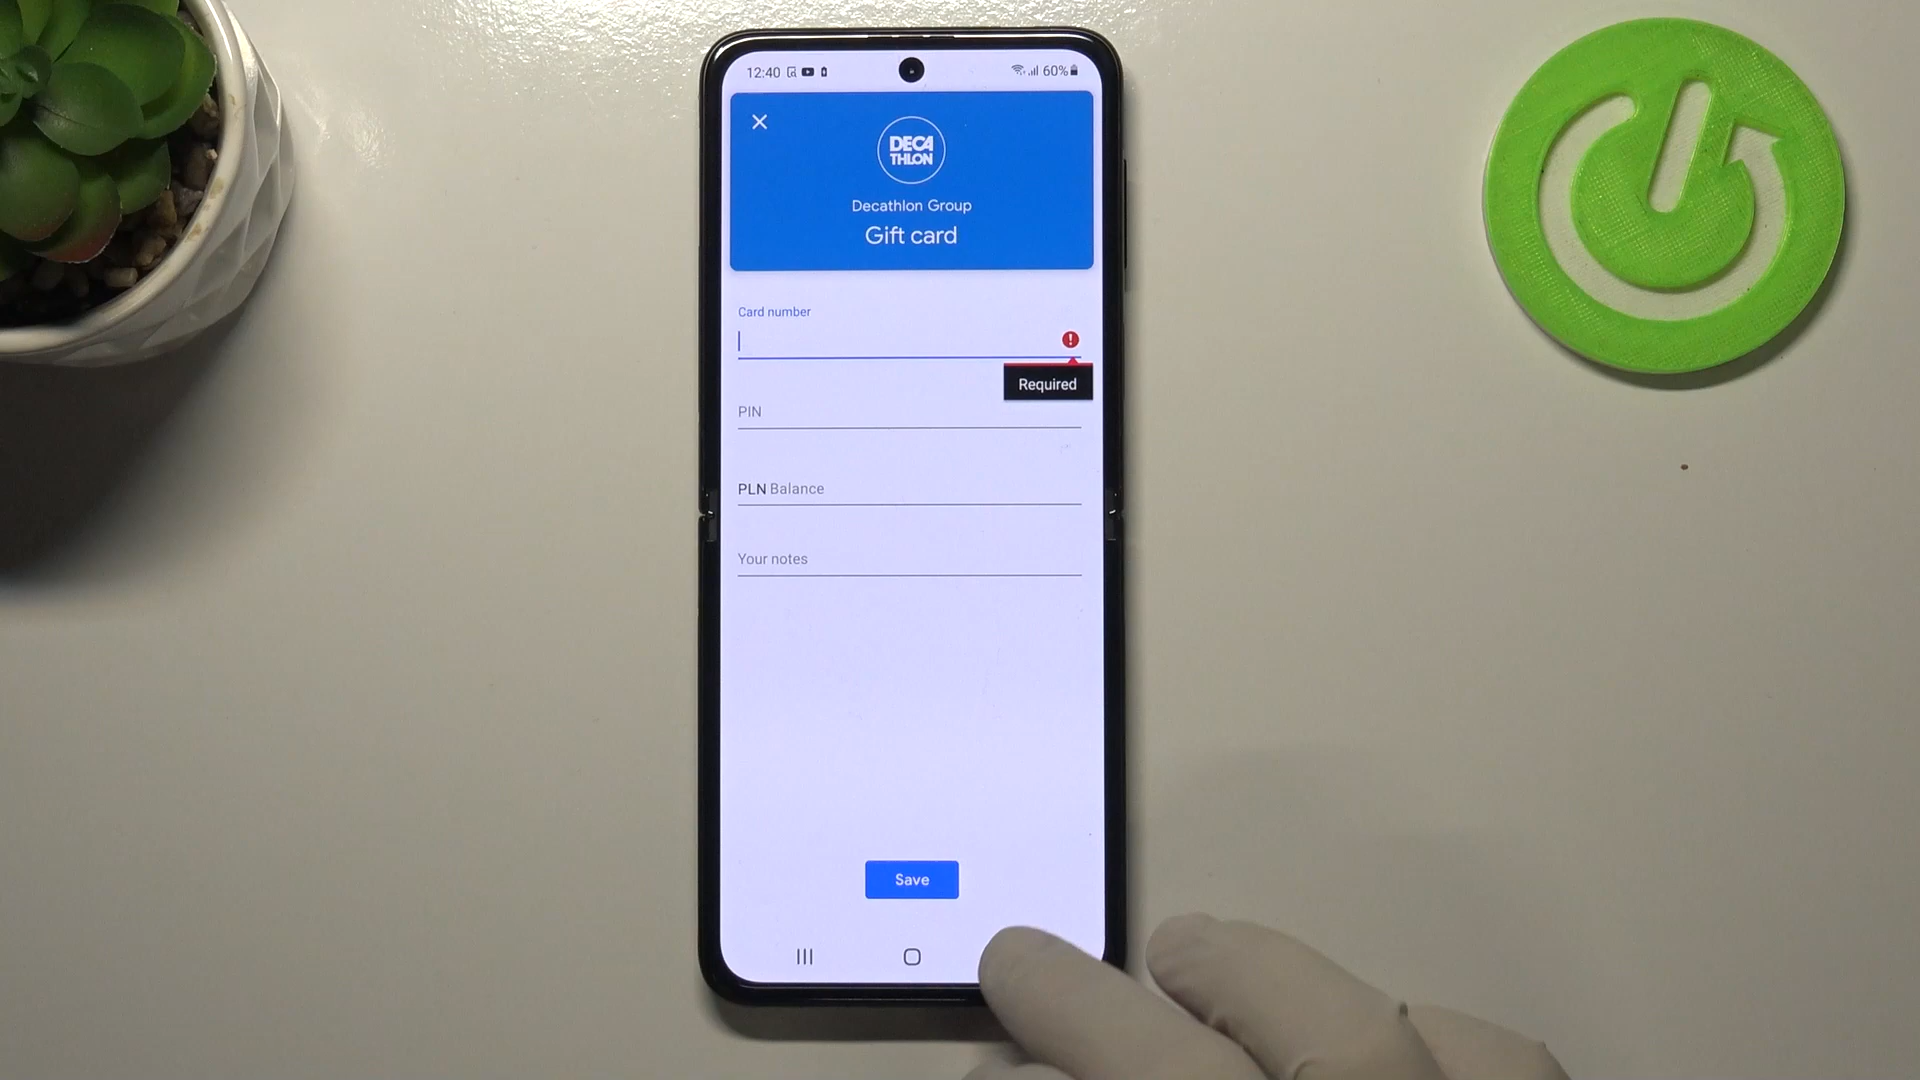 12:40
60%
DECA
THLON
Decathlon Group
Gift card
Card number
Required
PIN
PLN Balance
Your notes
Save